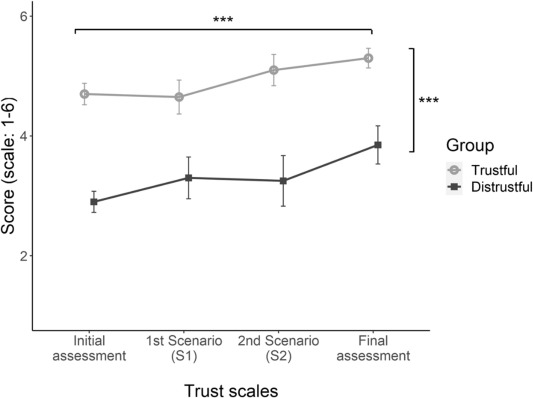 ***
6
***
4
2
Score (scale: 1-6)
Group
Trustful
Distrustful
Initial assessment
1st Scenario (S1)
2nd Scenario (S2)
Final assessment
Trust scales